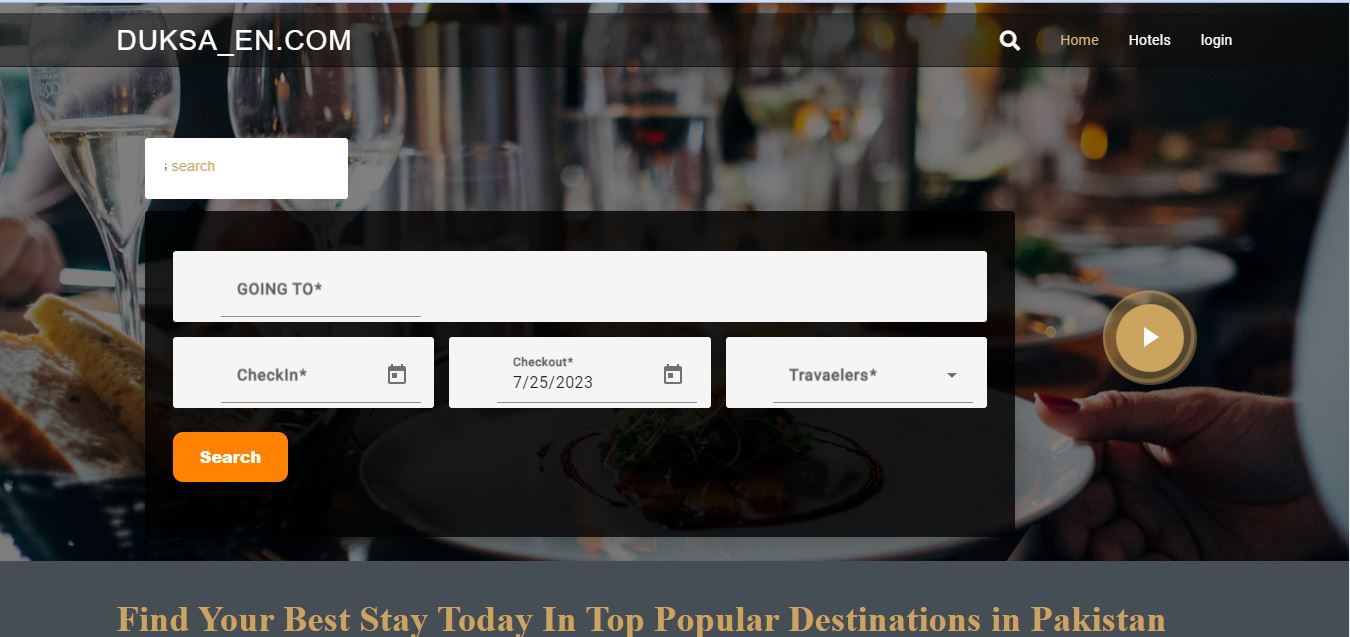 DUKSA_EN.COM
Home Hotels login
search
GOING TO*
CheckIn* Checkout* Travaelers*
7/25/2023
Search
Find Your Best Stay Today In Top Popular Destinations in Pakistan